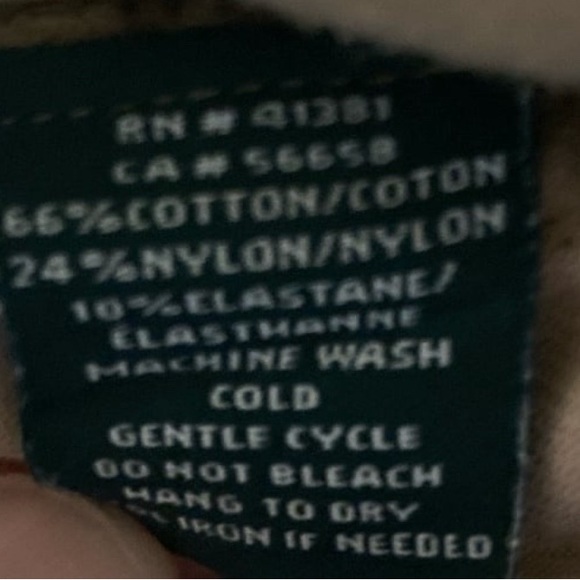 RN # 41381
CA # 56658
66%COTTON/COTON
24%NYLON/NYLON
10%ELASTANE/
ÉLASTHANNE
MACHINE WASH
COLD
GENTLE CYCLE
DO NOT BLEACH
HANG TO DRY
IRON IF NEEDED